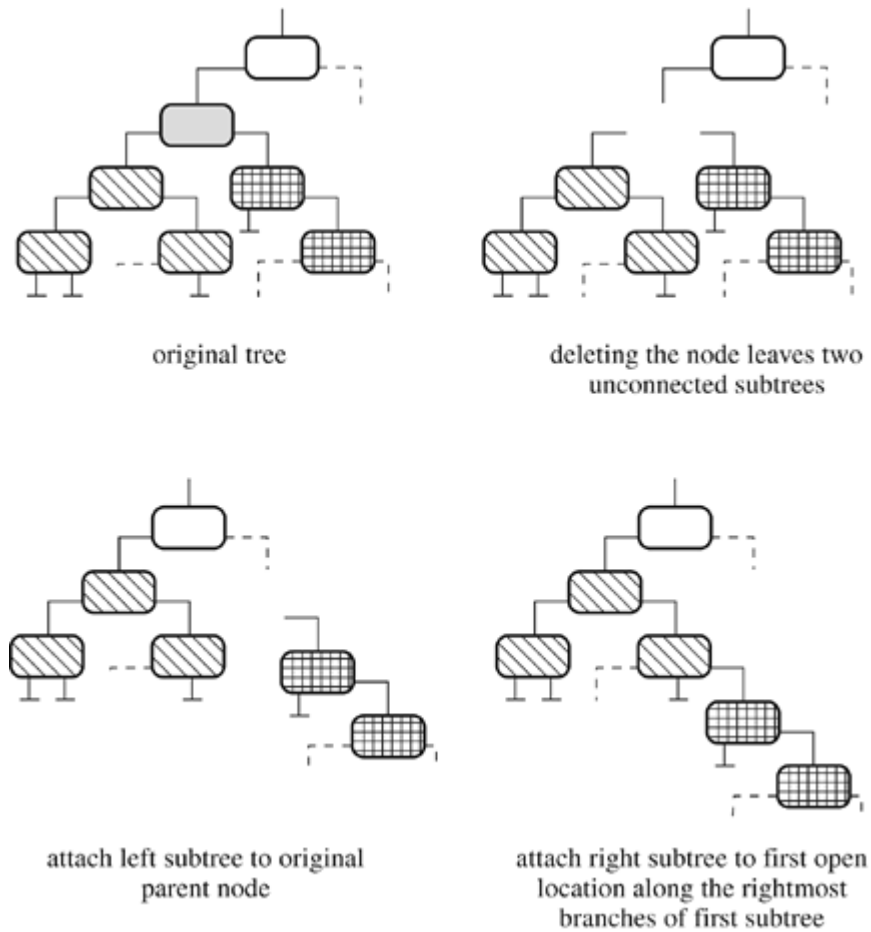 original tree
deleting the node leaves two
unconnected subtrees
attach left subtree to original
parent node
attach right subtree to first open
location along the rightmost
branches of first subtree